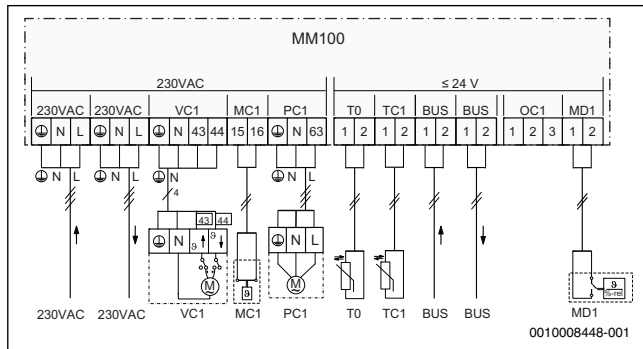 MM100
230VAC ≤ 24 V
230VAC 230VAC VC1 MC1 PC1 T0 TC1 BUS BUS OC1 MD1
N L N L N 43 44 15 16 N 63 1 2 1 2 1 2 1 2 1 2 3 1 2
N L N L N N L
4
43 44
N ϑ ϑ N L
M ϑ M ϑ
%-rel
230VAC 230VAC VC1 MC1 PC1 T0 TC1 BUS BUS MD1
0010008448-001